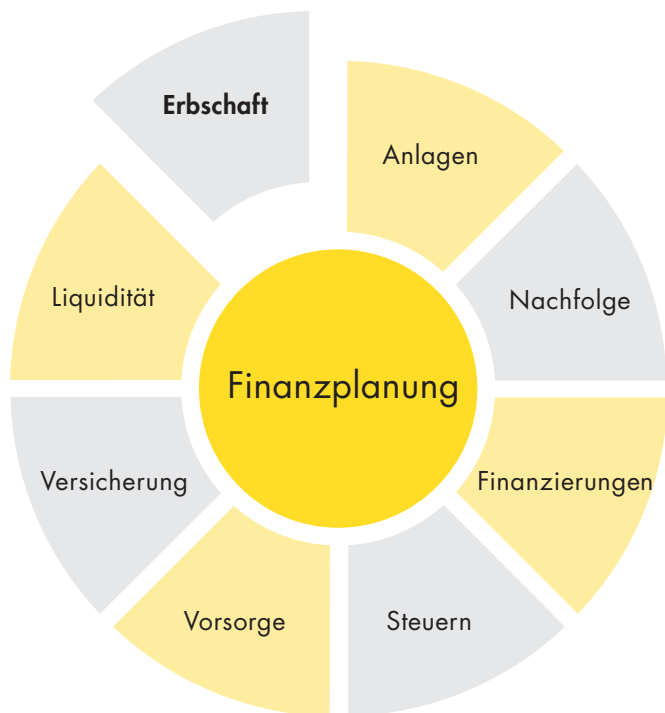 Erbschaft
Anlagen
Liquidität
Nachfolge
Finanzplanung
Versicherung
Finanzierungen
Vorsorge
Steuern